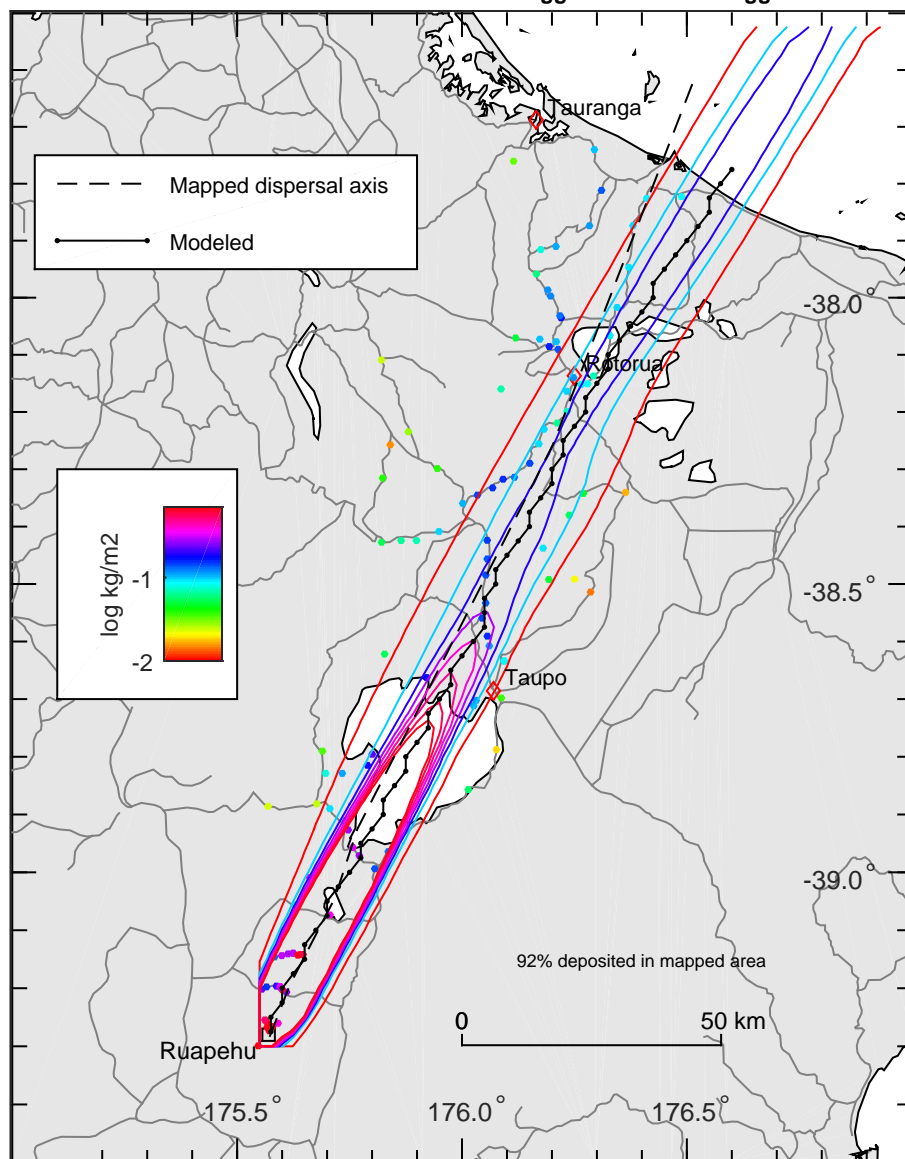 Tauranga
Mapped dispersal axis
Modeled
-38.0°
Rotorua
log kg/m2
-1
-2
-38.5°
Taupo
-39.0°
92% deposited in mapped area
0
50 km
Ruapehu
175.5°
176.0°
176.5°